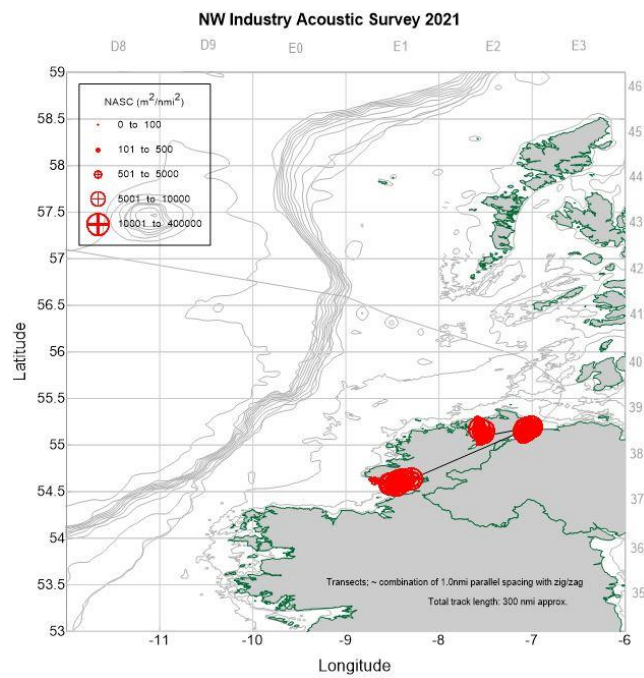 NW Industry Acoustic Survey 2021
D8 D9 E0 E1 E2 E3
59
58.5
58
57.5
57
56.5
56
55.5
55
54.5
54
53.5
53
Latitude
NASC (m²/nmi²)
0 to 100
101 to 500
501 to 5000
5001 to 10000
10001 to 400000
46
45
44
43
42
41
40
39
38
37
36
35
Transects; ~ combination of 1.0nmi parallel spacing with zig/zag
Total track length: 300 nmi approx.
-11 -10 -9 -8 -7 -6
Longitude